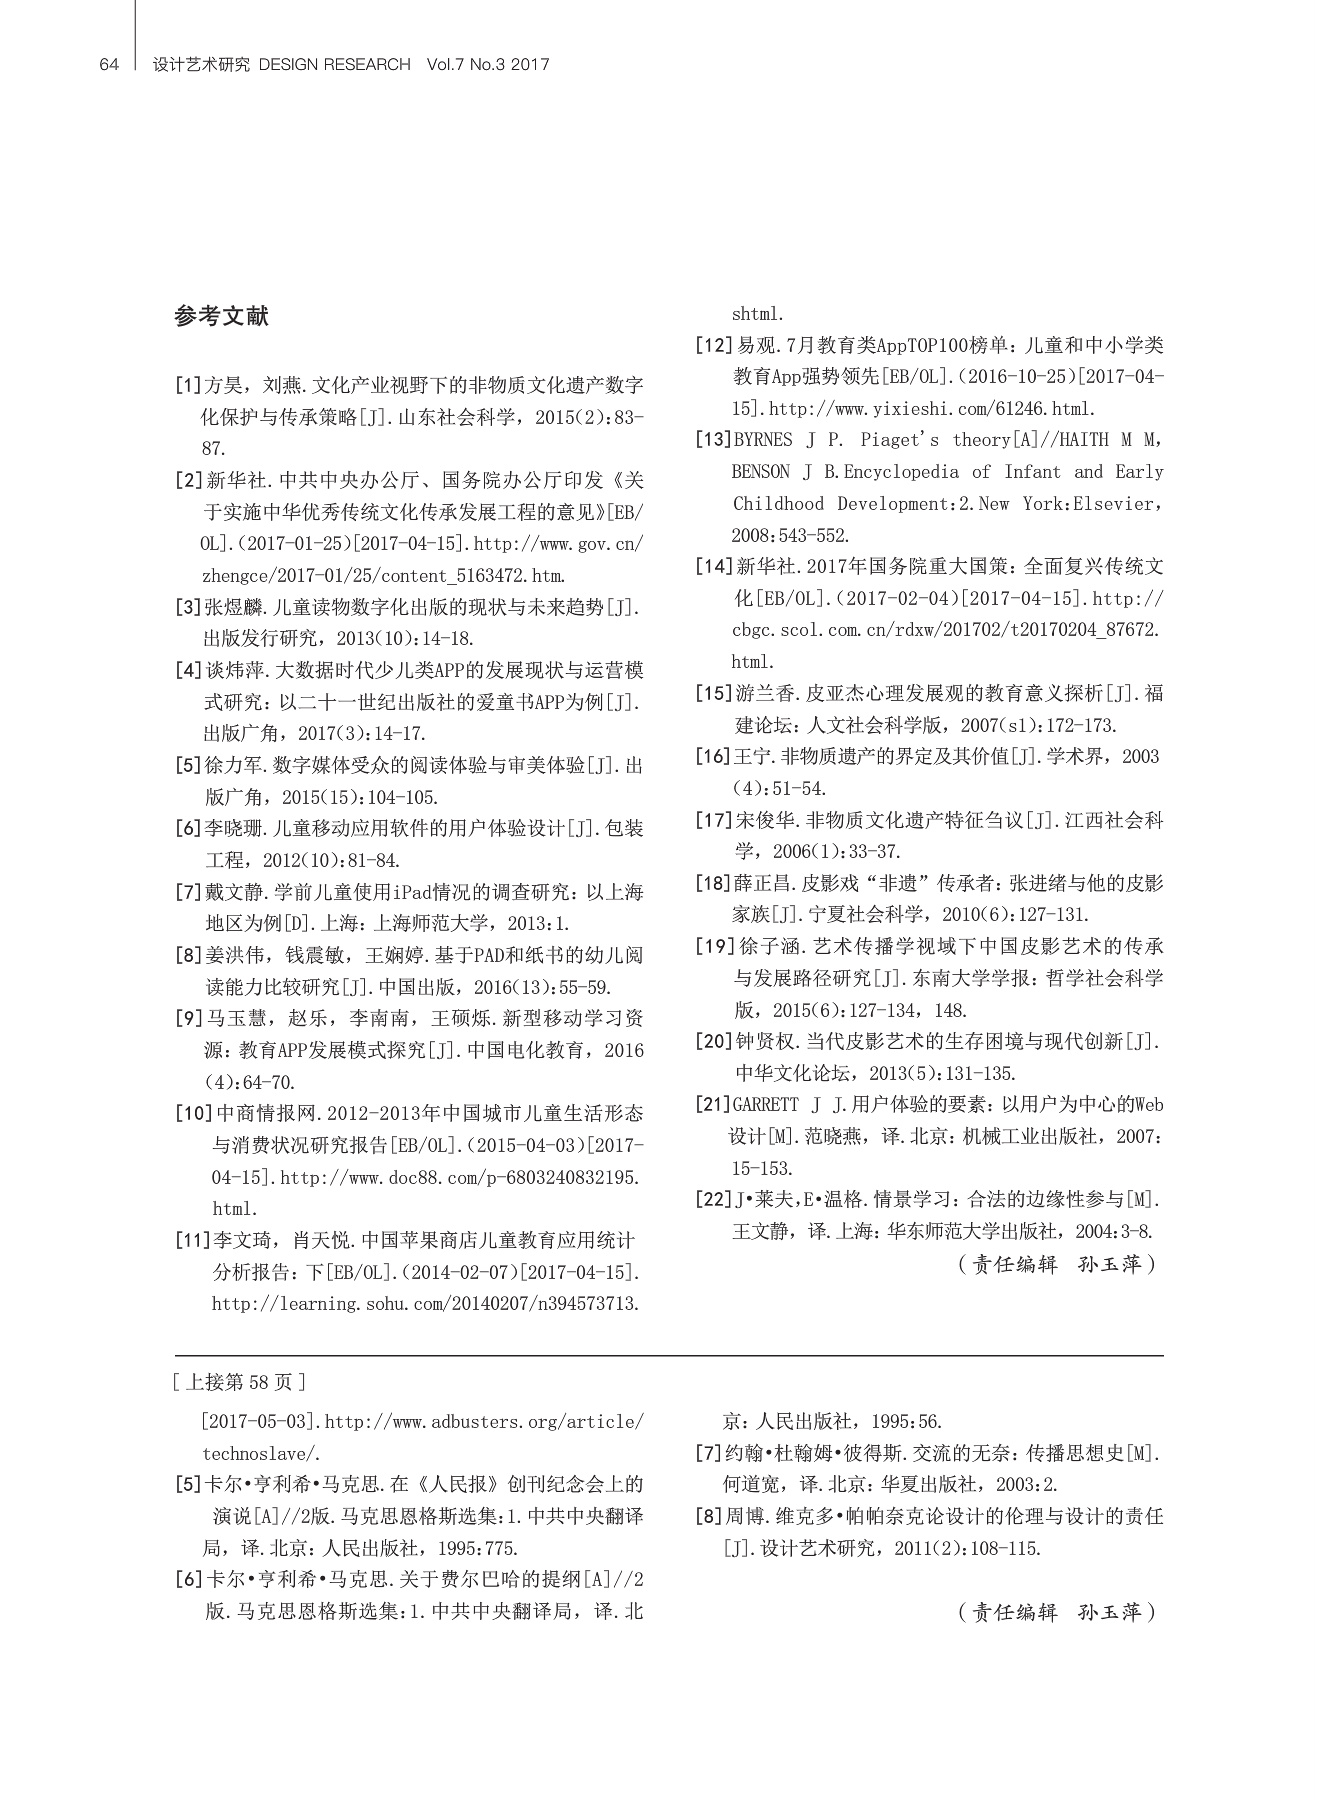 64 设计艺术研究 DESIGN RESEARCH Vol.7 No.3 2017
参考文献
[1]方昊，刘燕.文化产业视野下的非物质文化遗产数字
化保护与传承策略[J].山东社会科学，2015(2):83-
87.
[2]新华社.中共中央办公厅、国务院办公厅印发《关
于实施中华优秀传统文化传承发展工程的意见》[EB/
OL].(2017-01-25)[2017-04-15].http://www.gov.cn/
zhengce/2017-01/25/content_5163472.htm.
[3]张煜麟.儿童读物数字化出版的现状与未来趋势[J].
出版发行研究，2013(10):14-18.
[4]谈炜萍.大数据时代少儿类APP的发展现状与运营模
式研究：以二十一世纪出版社的爱童书APP为例[J].
出版广角，2017(3):14-17.
[5]徐力军.数字媒体受众的阅读体验与审美体验[J].出
版广角，2015(15):104-105.
[6]李晓珊.儿童移动应用软件的用户体验设计[J].包装
工程，2012(10):81-84.
[7]戴文静.学前儿童使用iPad情况的调查研究：以上海
地区为例[D].上海：上海师范大学，2013:1.
[8]姜洪伟，钱震敏，王娴婷.基于PAD和纸书的幼儿阅
读能力比较研究[J].中国出版，2016(13):55-59.
[9]马玉慧，赵乐，李南南，王硕烁.新型移动学习资
源：教育APP发展模式探究[J].中国电化教育，2016
(4):64-70.
[10]中商情报网.2012-2013年中国城市儿童生活形态
与消费状况研究报告[EB/OL].(2015-04-03)[2017-
04-15].http://www.doc88.com/p-6803240832195.
html.
[11]李文琦，肖天悦.中国苹果商店儿童教育应用统计
分析报告：下[EB/OL].(2014-02-07)[2017-04-15].
http://learning.sohu.com/20140207/n394573713.
shtml.
[12]易观.7月教育类AppTOP100榜单：儿童和中小学类
教育App强势领先[EB/OL].(2016-10-25)[2017-04-
15].http://www.yixieshi.com/61246.html.
[13]BYRNES J P. Piaget's theory[A]//HAITH M M，
BENSON J B.Encyclopedia of Infant and Early
Childhood Development:2.New York:Elsevier，
2008:543-552.
[14]新华社.2017年国务院重大国策：全面复兴传统文
化[EB/OL].(2017-02-04)[2017-04-15].http://
cbgc.scol.com.cn/rdxw/201702/t20170204_87672.
html.
[15]游兰香.皮亚杰心理发展观的教育意义探析[J].福
建论坛：人文社会科学版，2007(s1):172-173.
[16]王宁.非物质遗产的界定及其价值[J].学术界，2003
(4):51-54.
[17]宋俊华.非物质文化遗产特征刍议[J].江西社会科
学，2006(1):33-37.
[18]薛正昌.皮影戏“非遗”传承者：张进绪与他的皮影
家族[J].宁夏社会科学，2010(6):127-131.
[19]徐子涵.艺术传播学视域下中国皮影艺术的传承
与发展路径研究[J].东南大学学报：哲学社会科学
版，2015(6):127-134，148.
[20]钟贤权.当代皮影艺术的生存困境与现代创新[J].
中华文化论坛，2013(5):131-135.
[21]GARRETT J J.用户体验的要素：以用户为中心的Web
设计[M].范晓燕，译.北京：机械工业出版社，2007:
15-153.
[22]J•莱夫,E•温格.情景学习：合法的边缘性参与[M].
王文静，译.上海：华东师范大学出版社，2004:3-8.
（责任编辑 孙玉萍）
[ 上接第 58 页 ]
[2017-05-03].http://www.adbusters.org/article/
technoslave/.
[5]卡尔•亨利希•马克思.在《人民报》创刊纪念会上的
演说[A]//2版.马克思恩格斯选集:1.中共中央翻译
局，译.北京：人民出版社，1995:775.
[6]卡尔•亨利希•马克思.关于费尔巴哈的提纲[A]//2
版.马克思恩格斯选集:1.中共中央翻译局，译.北
京：人民出版社，1995:56.
[7]约翰•杜翰姆•彼得斯.交流的无奈：传播思想史[M].
何道宽，译.北京：华夏出版社，2003:2.
[8]周博.维克多•帕帕奈克论设计的伦理与设计的责任
[J].设计艺术研究，2011(2):108-115.
（责任编辑 孙玉萍）